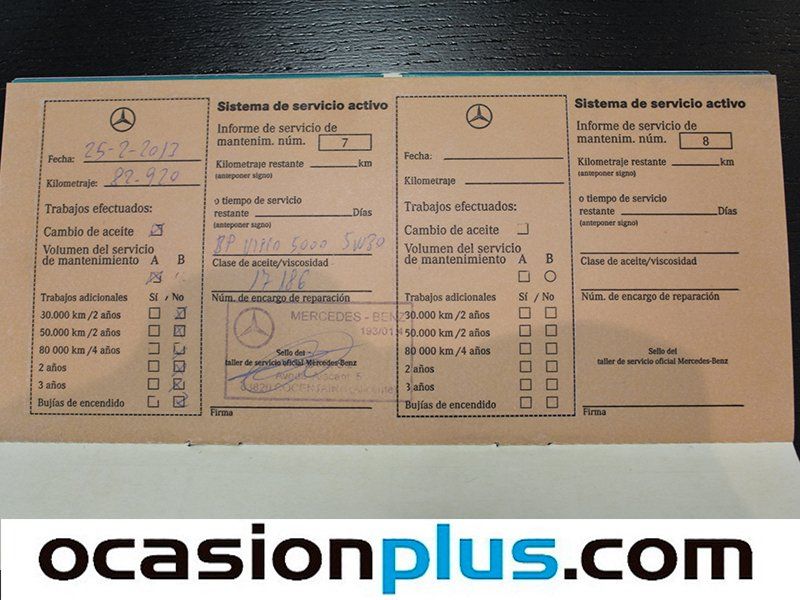 Sistema de servicio activo
Informe de servicio de
mantenim. núm. 7
Fecha: 25-2-2013
Kilometraje: 82.920
Kilometraje restante km
(anteponer signo)
Trabajos efectuados:
Cambio de aceite
Volumen del servicio
de mantenimiento A B
o tiempo de servicio
restante Días
(anteponer signo)
BP 5000 5W30
Clase de aceite/viscosidad
17186
Núm. de encargo de reparación
Trabajos adicionales Sí / No
30.000 km/2 años
50.000 km/2 años
80 000 km/4 años
2 años
3 años
Bujías de encendido
MERCEDES - BENZ
193/01.4
Sello del
taller de servicio oficial Mercedes-Benz
Firma
Sistema de servicio activo
Informe de servicio de
mantenim. núm. 8
Fecha:
Kilometraje
Kilometraje restante km
(anteponer signo)
Trabajos efectuados:
Cambio de aceite
Volumen del servicio
de mantenimiento A B
o tiempo de servicio
restante Días
(anteponer signo)
Clase de aceite/viscosidad
Núm. de encargo de reparación
Trabajos adicionales Sí / No
30.000 km/2 años
50.000 km/2 años
80 000 km/4 años
2 años
3 años
Bujías de encendido
Sello del
taller de servicio oficial Mercedes-Benz
Firma
ocasionplus.com